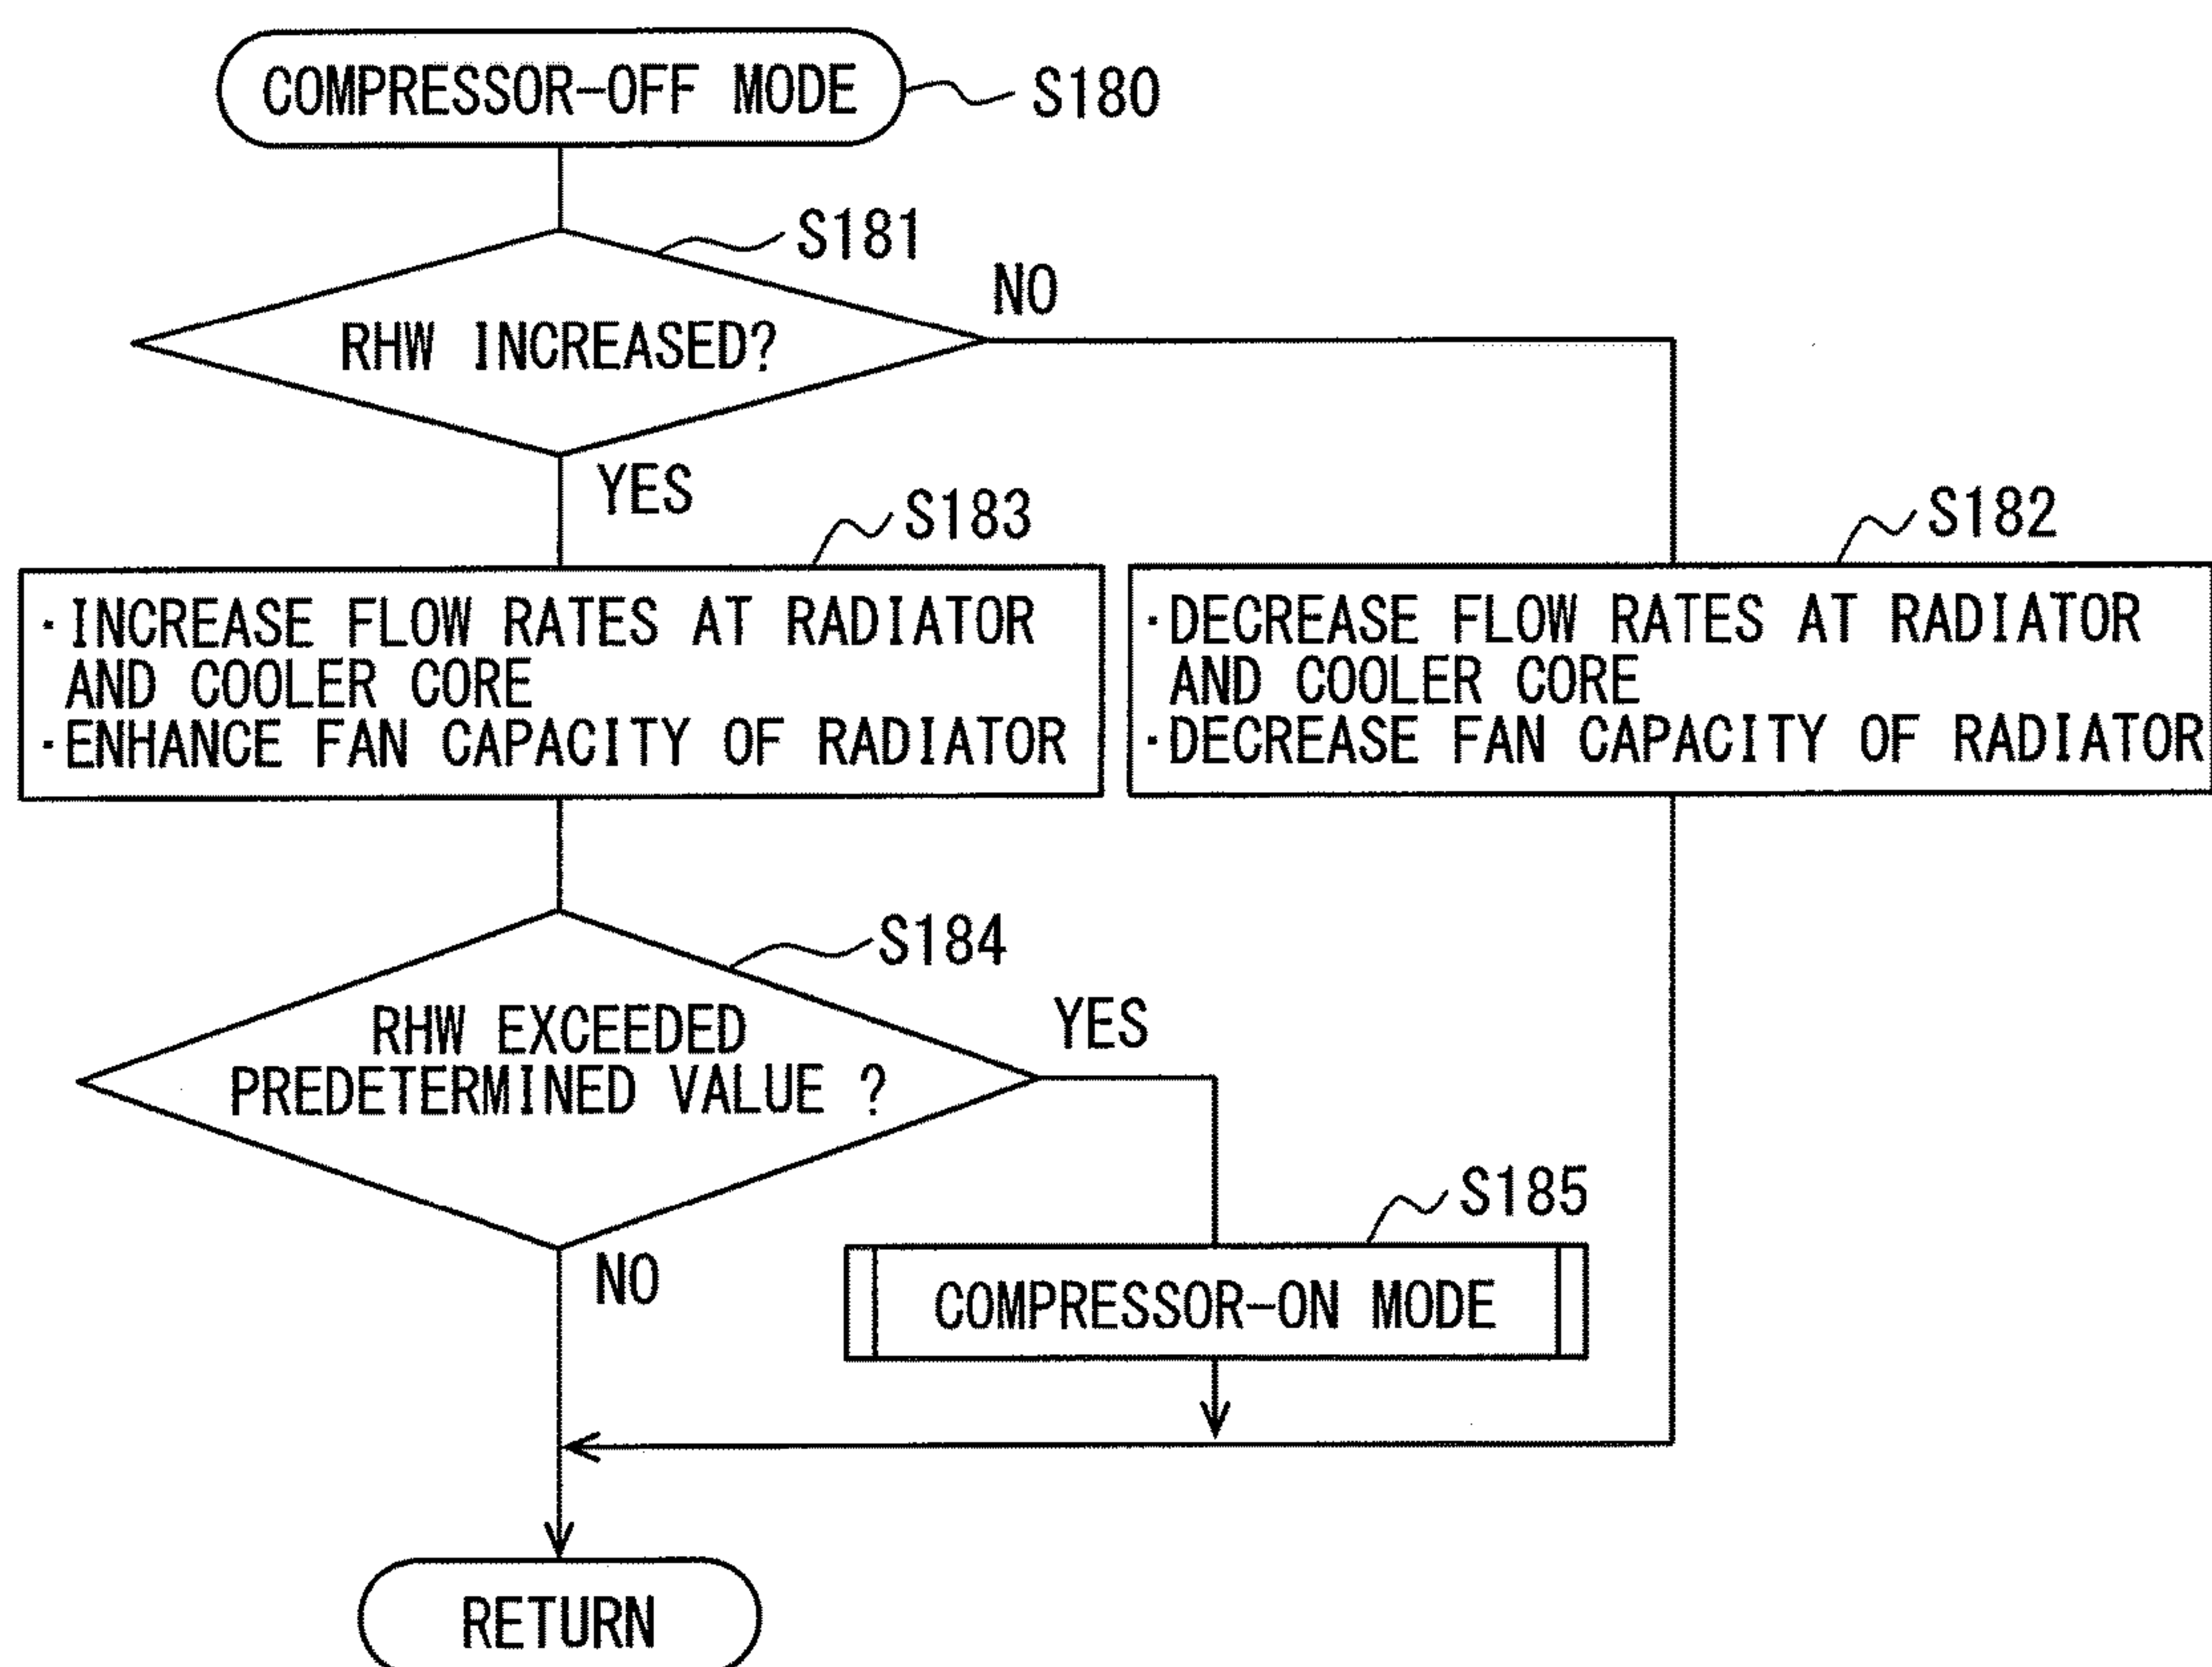 COMPRESSOR-OFF MODE
S180
S181
RHW INCREASED?
NO
YES
S183
·INCREASE FLOW RATES AT RADIATOR
AND COOLER CORE
·ENHANCE FAN CAPACITY OF RADIATOR
S182
·DECREASE FLOW RATES AT RADIATOR
AND COOLER CORE
·DECREASE FAN CAPACITY OF RADIATOR
S184
RHW EXCEEDED
PREDETERMINED VALUE ?
YES
NO
S185
COMPRESSOR-ON MODE
RETURN